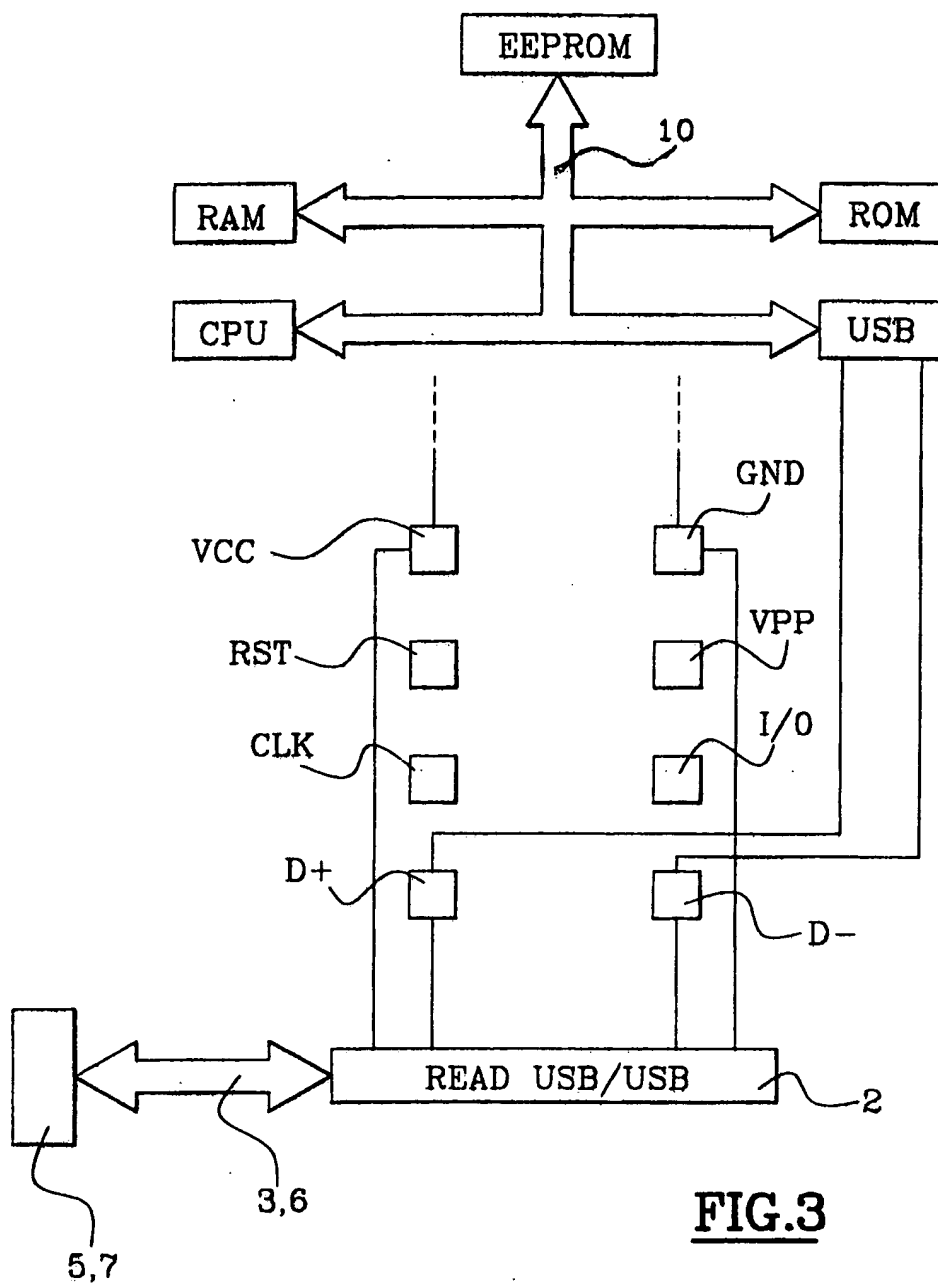 EEPROM
10
RAM
ROM
CPU
USB
GND
VCC
VPP
RST
I/O
CLK
D+
D-
READ USB/USB
2
3,6
5,7
FIG.3